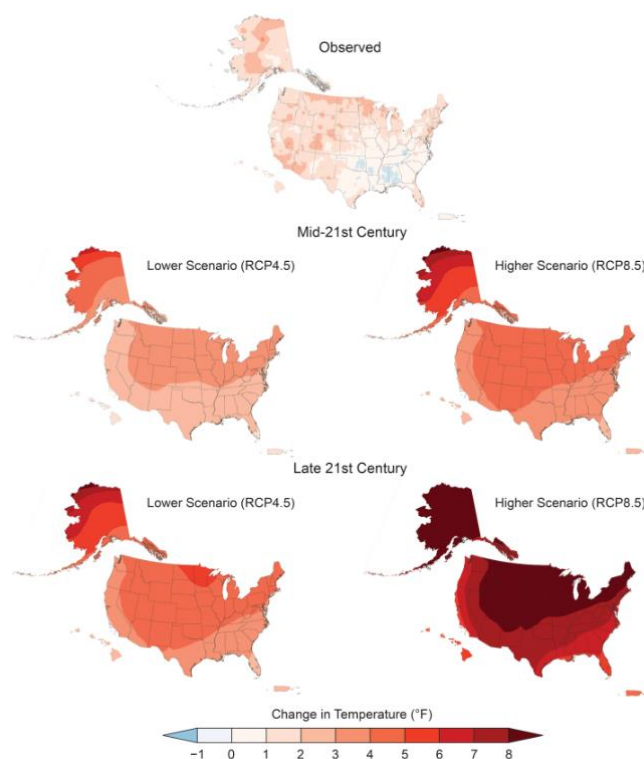 Observed
Mid-21st Century
Lower Scenario (RCP4.5)
Higher Scenario (RCP8.5)
Late 21st Century
Lower Scenario (RCP4.5)
Higher Scenario (RCP8.5)
Change in Temperature (°F)
−1 0 1 2 3 4 5 6 7 8